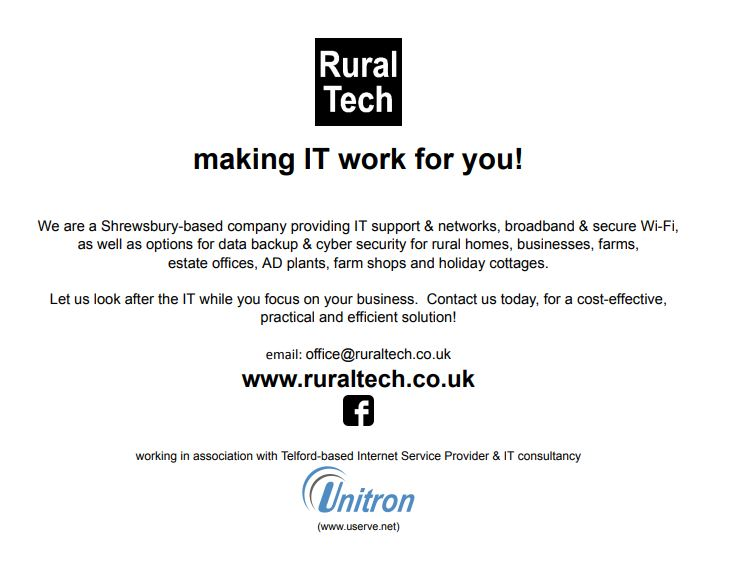 Rural
Tech
making IT work for you!
We are a Shrewsbury-based company providing IT support & networks, broadband & secure Wi-Fi,
as well as options for data backup & cyber security for rural homes, businesses, farms,
estate offices, AD plants, farm shops and holiday cottages.
Let us look after the IT while you focus on your business.  Contact us today, for a cost-effective,
practical and efficient solution!
email: office@ruraltech.co.uk
www.ruraltech.co.uk
f
working in association with Telford-based Internet Service Provider & IT consultancy
Unitron
(www.userve.net)